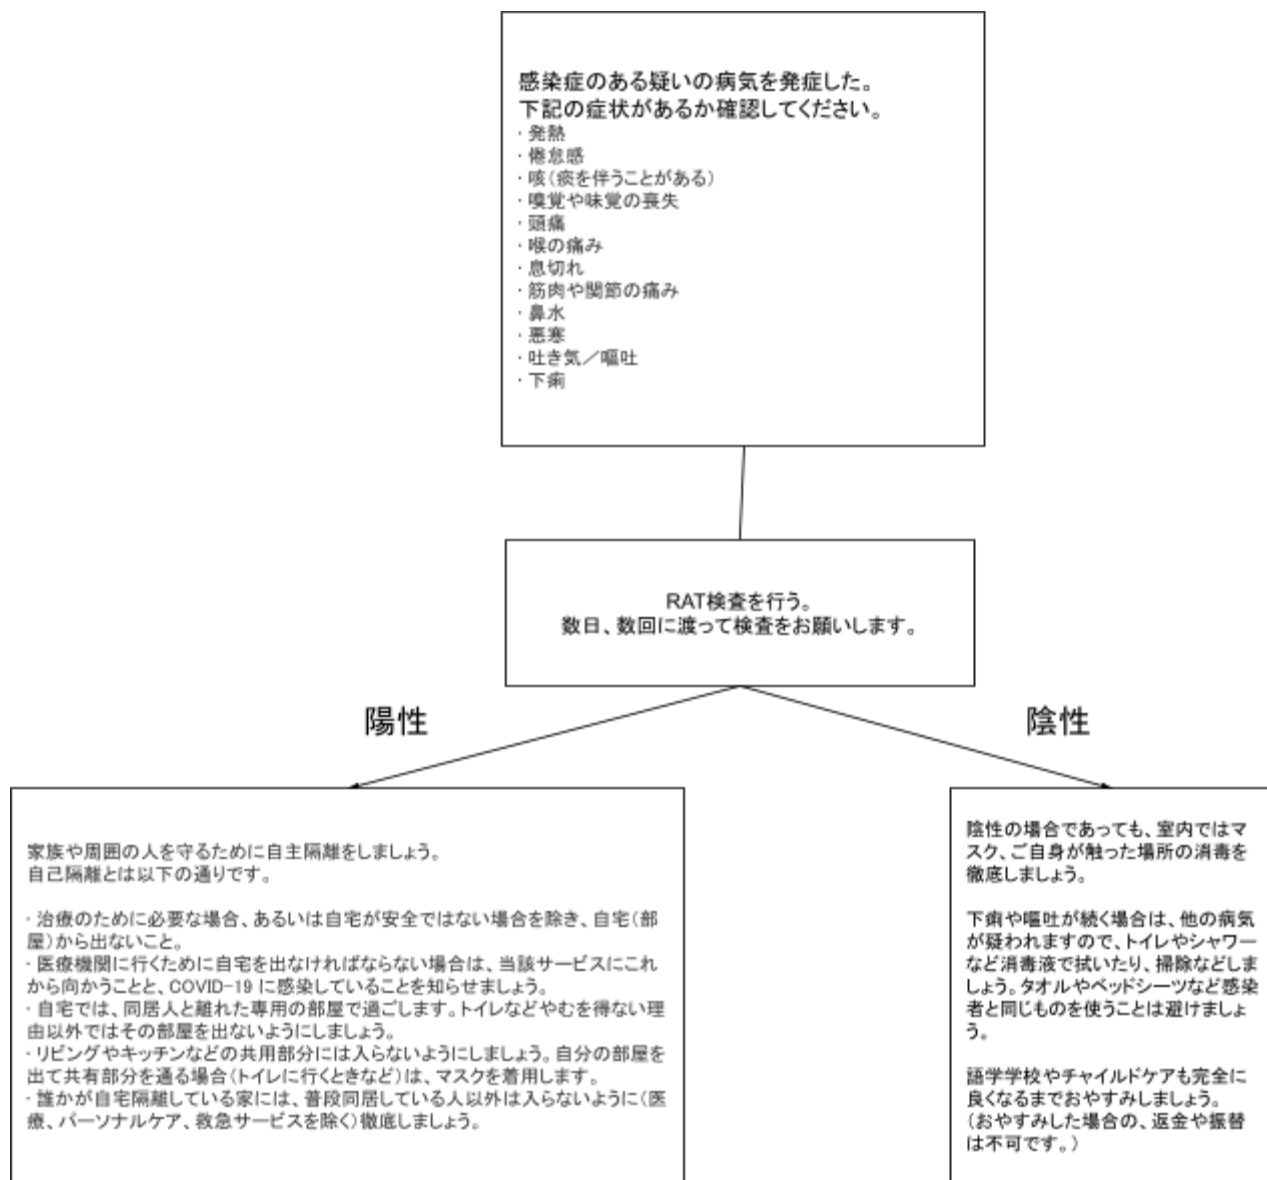 感染症のある疑いの病気を発症した。
下記の症状があるか確認してください。
・発熱
・倦怠感
・咳（痰を伴うことがある）
・嗅覚や味覚の喪失
・頭痛
・喉の痛み
・息切れ
・筋肉や関節の痛み
・鼻水
・悪寒
・吐き気／嘔吐
・下痢
RAT検査を行う。
数日、数回に渡って検査をお願いします。
陽性
陰性
家族や周囲の人を守るために自主隔離をしましょう。
自己隔離とは以下の通りです。
・治療のために必要な場合、あるいは自宅が安全ではない場合を除き、自宅（部
屋）から出ないこと。
・医療機関に行くために自宅を出なければならない場合は、当該サービスにこれ
から向かうことと、COVID-19 に感染していることを知らせましょう。
・自宅では、同居人と離れた専用の部屋で過ごします。トイレなどやむを得ない理
由以外ではその部屋を出ないようにしましょう。
・リビングやキッチンなどの共用部分には入らないようにしましょう。自分の部屋を
出て共有部分を通る場合（トイレに行くときなど）は、マスクを着用します。
・誰かが自宅隔離している家には、普段同居している人以外は入らないように（医
療、パーソナルケア、救急サービスを除く）徹底しましょう。
陰性の場合であっても、室内ではマ
スク、ご自身が触った場所の消毒を
徹底しましょう。
下痢や嘔吐が続く場合は、他の病気
が疑われますので、トイレやシャワー
など消毒液で拭いたり、掃除などしま
しょう。タオルやベッドシーツなど感染
者と同じものを使うことは避けましょ
う。
語学学校やチャイルドケアも完全に
良くなるまでおやすみしましょう。
（おやすみした場合の、返金や振替
は不可です。）